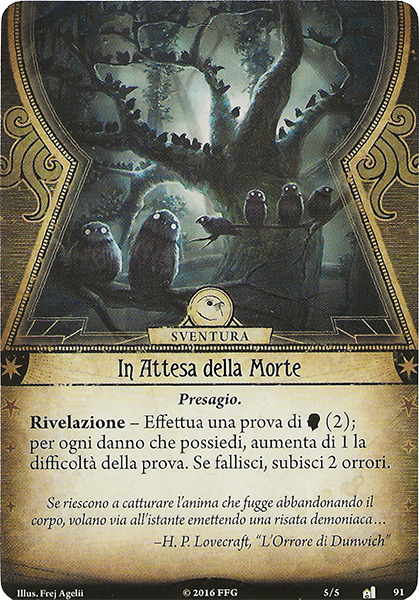 SVENTURA
In Attesa della Morte
Presagio.
Rivelazione – Effettua una prova di (2);
per ogni danno che possiedi, aumenta di 1 la
difficoltà della prova. Se fallisci, subisci 2 orrori.
Se riescono a catturare l'anima che fugge abbandonando il
corpo, volano via all'istante emettendo una risata demoniaca…
–H. P. Lovecraft, “L'Orrore di Dunwich”
Illus. Frej Agelii © 2016 FFG 5/5 91